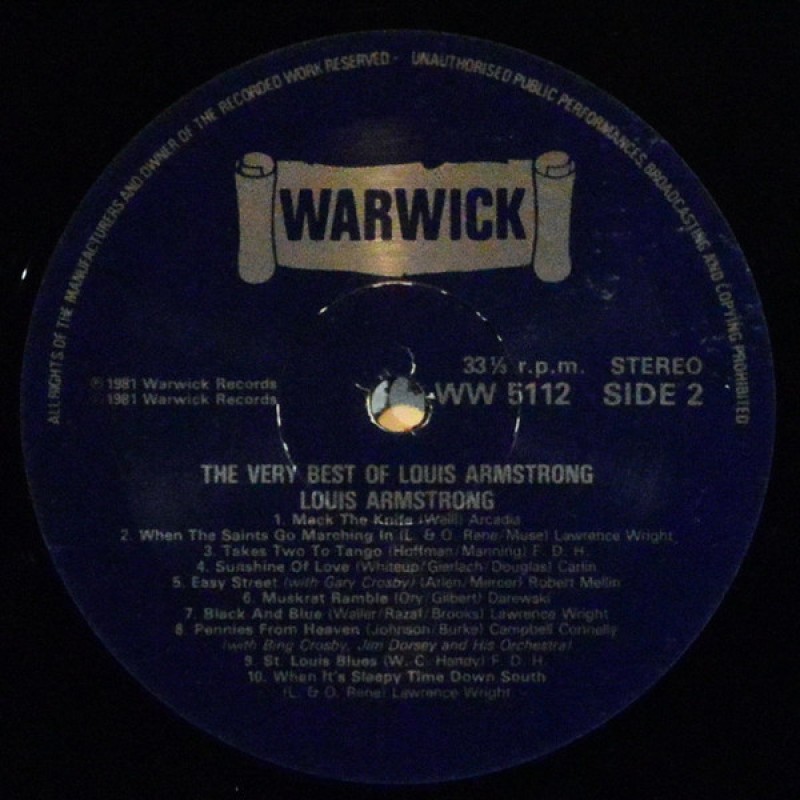 ALL RIGHTS OF THE MANUFACTURERS AND OWNER OF THE RECORDED WORK RESERVED - UNAUTHORISED PUBLIC PERFORMANCES, BROADCASTING AND COPYING PROHIBITED
WARWICK
33⅓ r.p.m. STEREO
℗ 1981 Warwick Records
WW 5112 SIDE 2
1981 Warwick Records
THE VERY BEST OF LOUIS ARMSTRONG
LOUIS ARMSTRONG
1. Mack The Knife (Weill) Arcadia
2. When The Saints Go Marching In (L. & O. Rene/Muse) Lawrence Wright
3. Takes Two To Tango (Hoffman/Manning) F. D. H.
4. Sunshine Of Love (Whiteup/Gierlach/Douglas) Carlin
5. Easy Street (with Gary Crosby) (Arlen/Mercer) Robert Mellin
6. Muskrat Ramble (Ory/Gilbert) Darewski
7. Black And Blue (Waller/Razaf/Brooks) Lawrence Wright
8. Pennies From Heaven (Johnson/Burke) Campbell Connelly
(with Bing Crosby, Jim Dorsey and His Orchestra)
9. St. Louis Blues (W. C. Handy) F. D. H.
10. When It's Sleepy Time Down South
(L. & O. Rene) Lawrence Wright